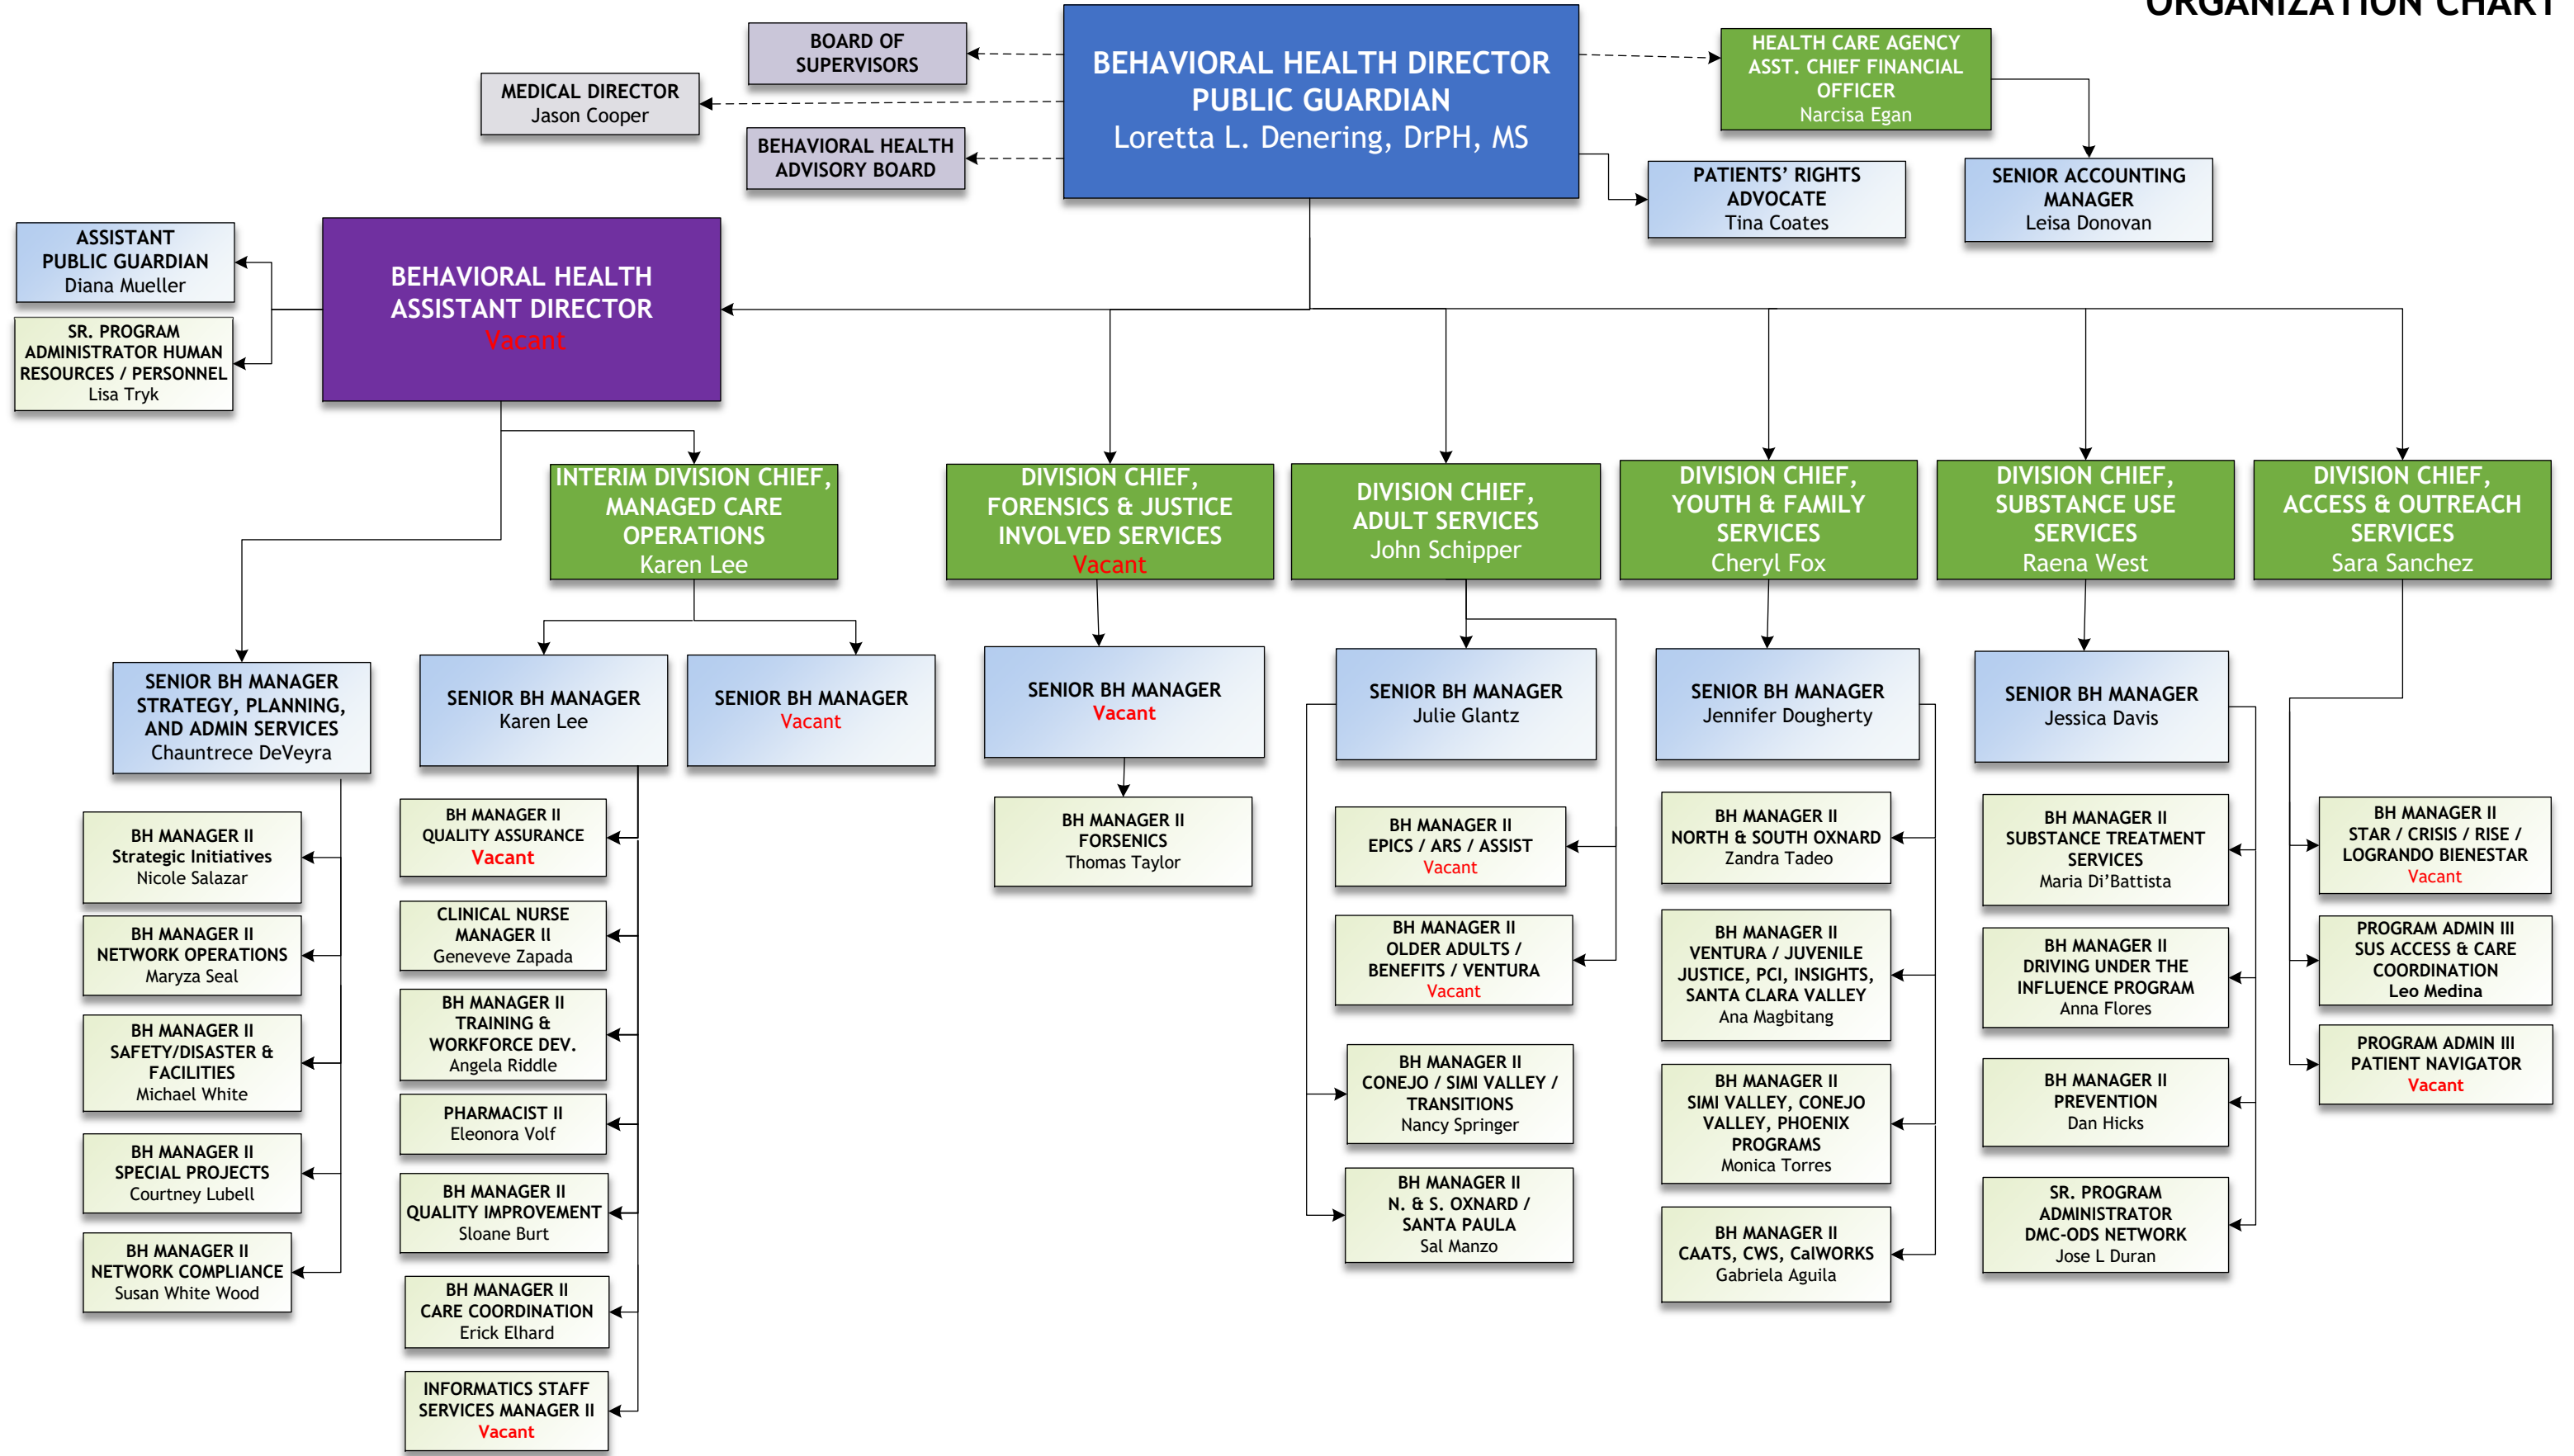 ORGANIZATION CHART
BOARD OF
SUPERVISORS
MEDICAL DIRECTOR
Jason Cooper
BEHAVIORAL HEALTH
ADVISORY BOARD
BEHAVIORAL HEALTH DIRECTOR
PUBLIC GUARDIAN
Loretta L. Denering, DrPH, MS
HEALTH CARE AGENCY
ASST. CHIEF FINANCIAL
OFFICER
Narcisa Egan
PATIENTS’ RIGHTS
ADVOCATE
Tina Coates
SENIOR ACCOUNTING
MANAGER
Leisa Donovan
ASSISTANT
PUBLIC GUARDIAN
Diana Mueller
SR. PROGRAM
ADMINISTRATOR HUMAN
RESOURCES / PERSONNEL
Lisa Tryk
BEHAVIORAL HEALTH
ASSISTANT DIRECTOR
Vacant
INTERIM DIVISION CHIEF,
MANAGED CARE
OPERATIONS
Karen Lee
DIVISION CHIEF,
FORENSICS & JUSTICE
INVOLVED SERVICES
Vacant
DIVISION CHIEF,
ADULT SERVICES
John Schipper
DIVISION CHIEF,
YOUTH & FAMILY
SERVICES
Cheryl Fox
DIVISION CHIEF,
SUBSTANCE USE
SERVICES
Raena West
DIVISION CHIEF,
ACCESS & OUTREACH
SERVICES
Sara Sanchez
SENIOR BH MANAGER
STRATEGY, PLANNING,
AND ADMIN SERVICES
Chauntrece DeVeyra
SENIOR BH MANAGER
Karen Lee
SENIOR BH MANAGER
Vacant
SENIOR BH MANAGER
Vacant
SENIOR BH MANAGER
Julie Glantz
SENIOR BH MANAGER
Jennifer Dougherty
SENIOR BH MANAGER
Jessica Davis
BH MANAGER II
Strategic Initiatives
Nicole Salazar
BH MANAGER II
NETWORK OPERATIONS
Maryza Seal
BH MANAGER II
SAFETY/DISASTER &
FACILITIES
Michael White
BH MANAGER II
SPECIAL PROJECTS
Courtney Lubell
BH MANAGER II
NETWORK COMPLIANCE
Susan White Wood
BH MANAGER II
QUALITY ASSURANCE
Vacant
CLINICAL NURSE
MANAGER II
Geneveve Zapada
BH MANAGER II
TRAINING &
WORKFORCE DEV.
Angela Riddle
PHARMACIST II
Eleonora Volf
BH MANAGER II
QUALITY IMPROVEMENT
Sloane Burt
BH MANAGER II
CARE COORDINATION
Erick Elhard
INFORMATICS STAFF
SERVICES MANAGER II
Vacant
BH MANAGER II
FORSENICS
Thomas Taylor
BH MANAGER II
EPICS / ARS / ASSIST
Vacant
BH MANAGER II
OLDER ADULTS /
BENEFITS / VENTURA
Vacant
BH MANAGER II
CONEJO / SIMI VALLEY /
TRANSITIONS
Nancy Springer
BH MANAGER II
N. & S. OXNARD /
SANTA PAULA
Sal Manzo
BH MANAGER II
NORTH & SOUTH OXNARD
Zandra Tadeo
BH MANAGER II
VENTURA / JUVENILE
JUSTICE, PCI, INSIGHTS,
SANTA CLARA VALLEY
Ana Magbitang
BH MANAGER II
SIMI VALLEY, CONEJO
VALLEY, PHOENIX
PROGRAMS
Monica Torres
BH MANAGER II
CAATS, CWS, CalWORKS
Gabriela Aguila
BH MANAGER II
SUBSTANCE TREATMENT
SERVICES
Maria Di’Battista
BH MANAGER II
DRIVING UNDER THE
INFLUENCE PROGRAM
Anna Flores
BH MANAGER II
PREVENTION
Dan Hicks
SR. PROGRAM
ADMINISTRATOR
DMC-ODS NETWORK
Jose L Duran
BH MANAGER II
STAR / CRISIS / RISE /
LOGRANDO BIENESTAR
Vacant
PROGRAM ADMIN III
SUS ACCESS & CARE
COORDINATION
Leo Medina
PROGRAM ADMIN III
PATIENT NAVIGATOR
Vacant